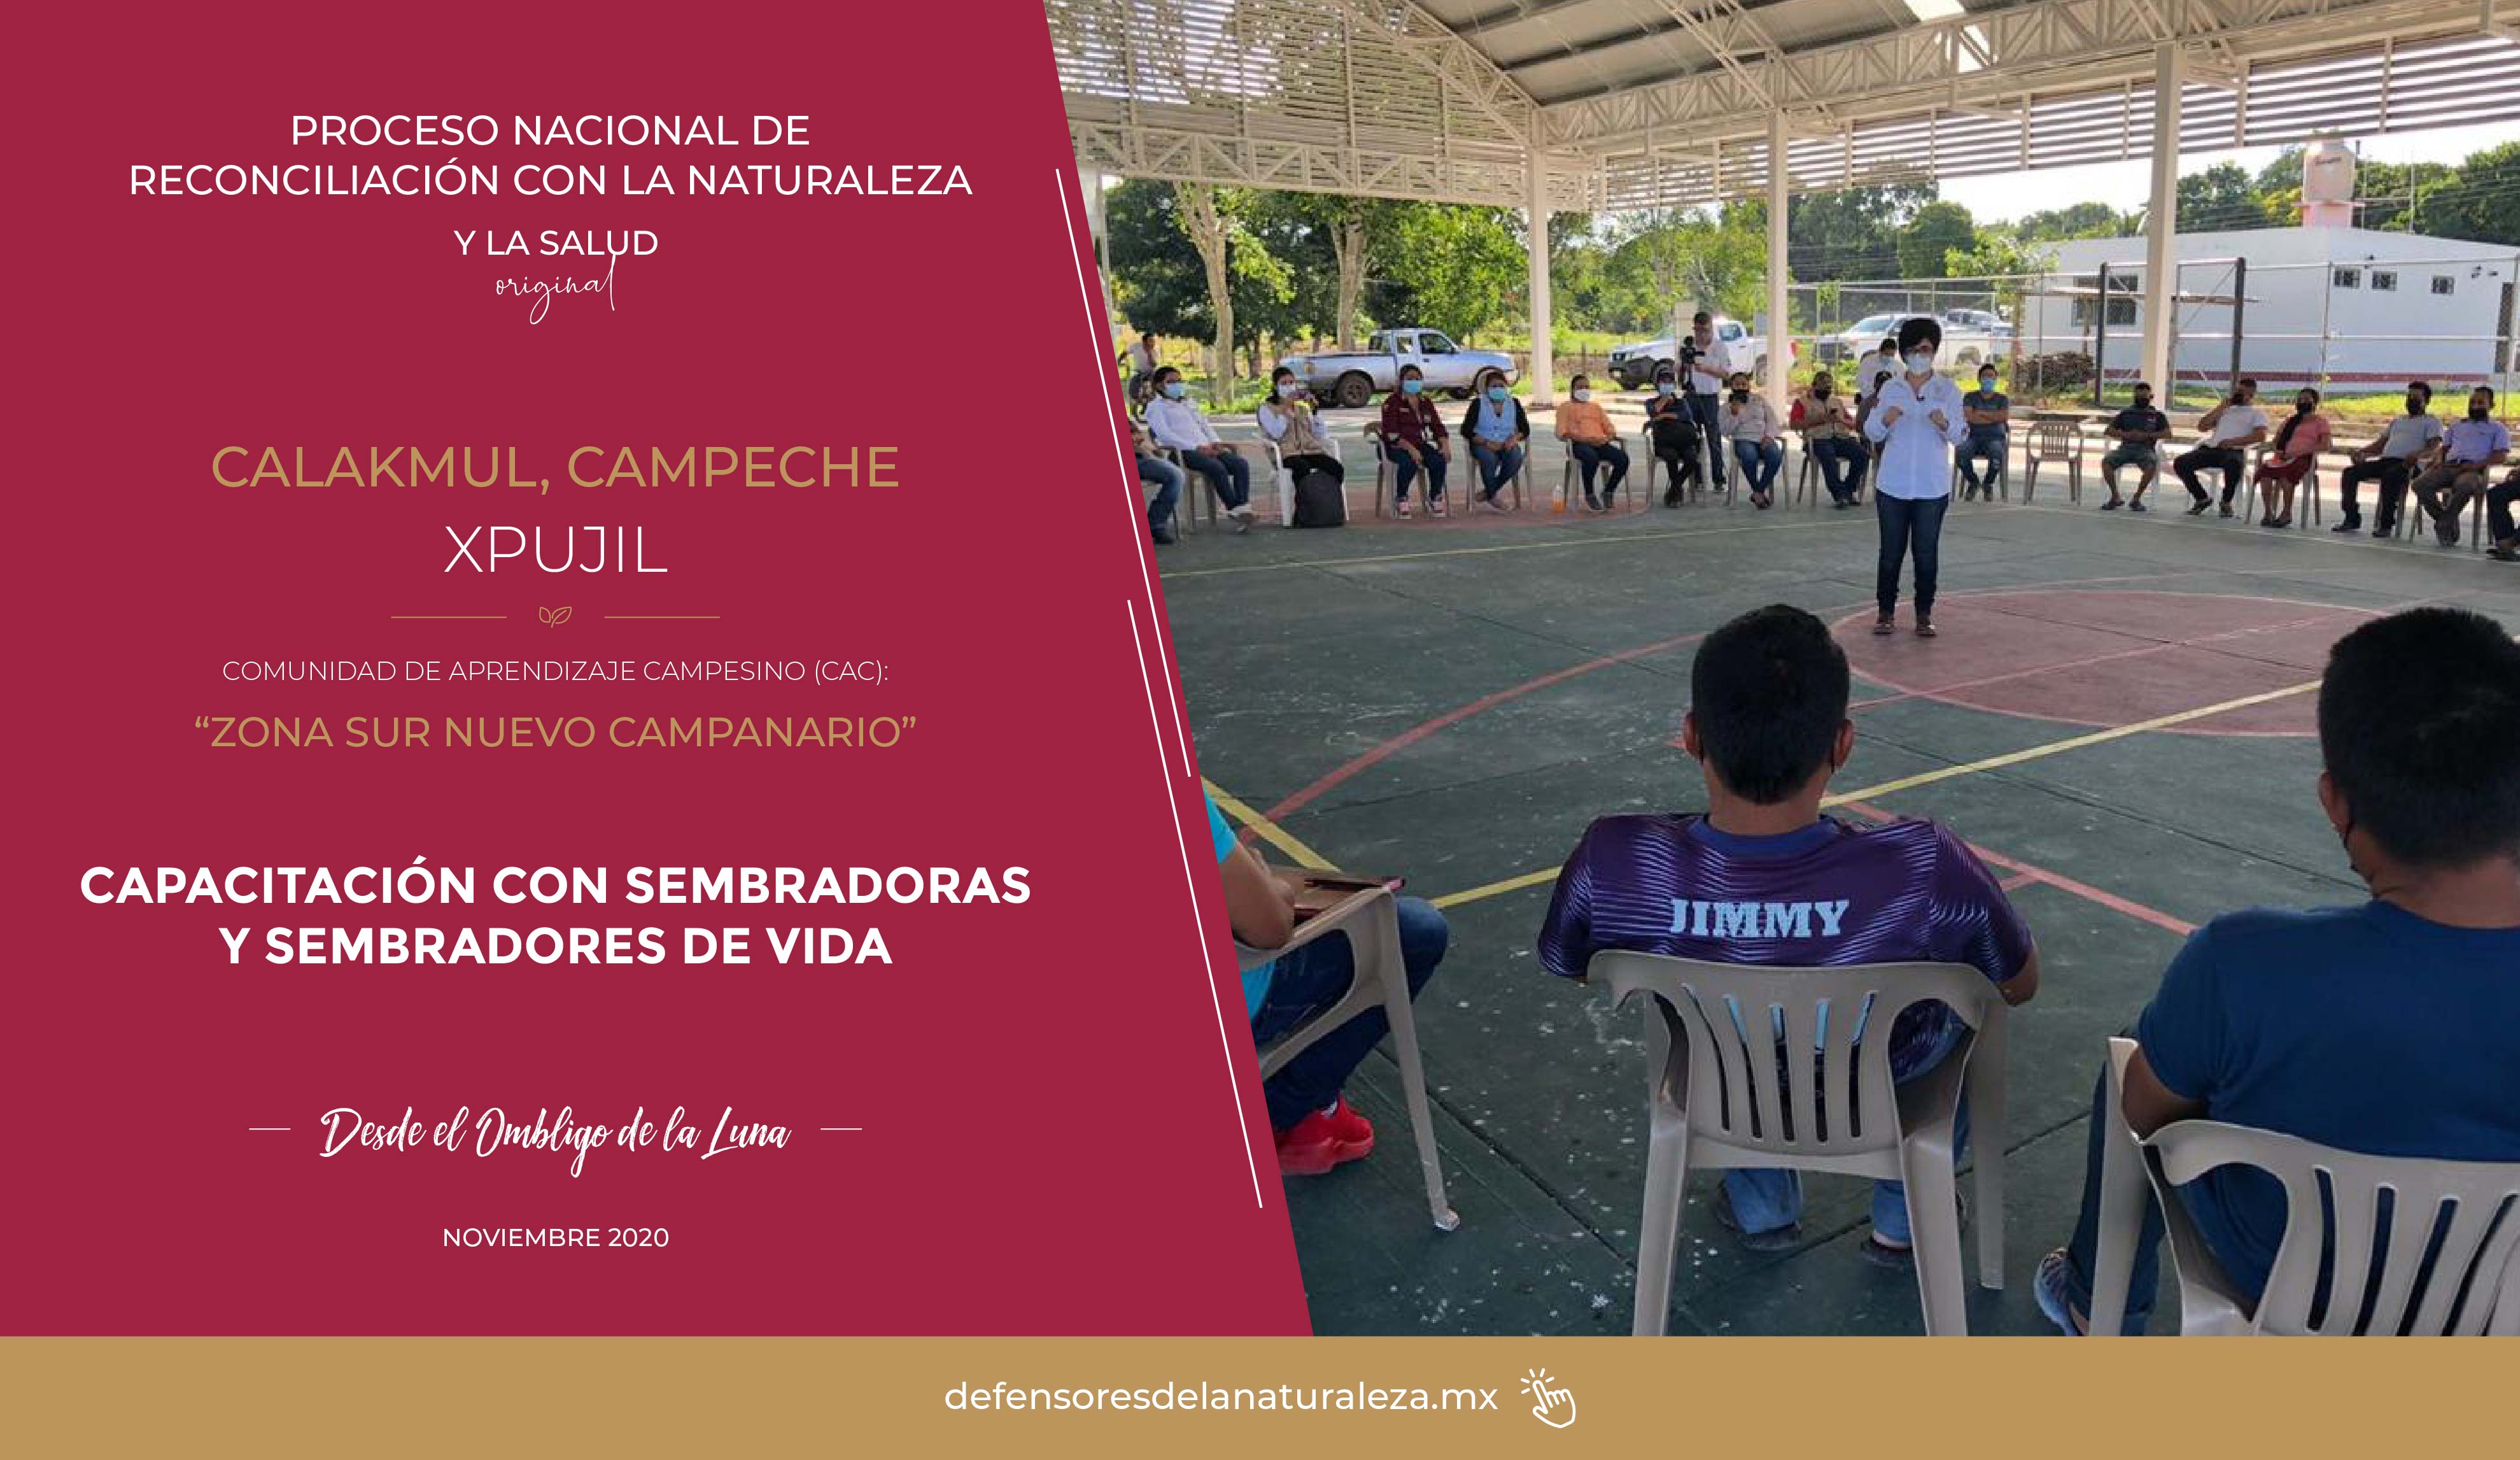 PROCESO NACIONAL DE
RECONCILIACIÓN CON LA NATURALEZA
Y LA SALUD
original
CALAKMUL, CAMPECHE
XPUJIL
COMUNIDAD DE APRENDIZAJE CAMPESINO (CAC):
“ZONA SUR NUEVO CAMPANARIO”
CAPACITACIÓN CON SEMBRADORAS
Y SEMBRADORES DE VIDA
Desde el Ombligo de la Luna
NOVIEMBRE 2020
JIMMY
defensoresdelanaturaleza.mx